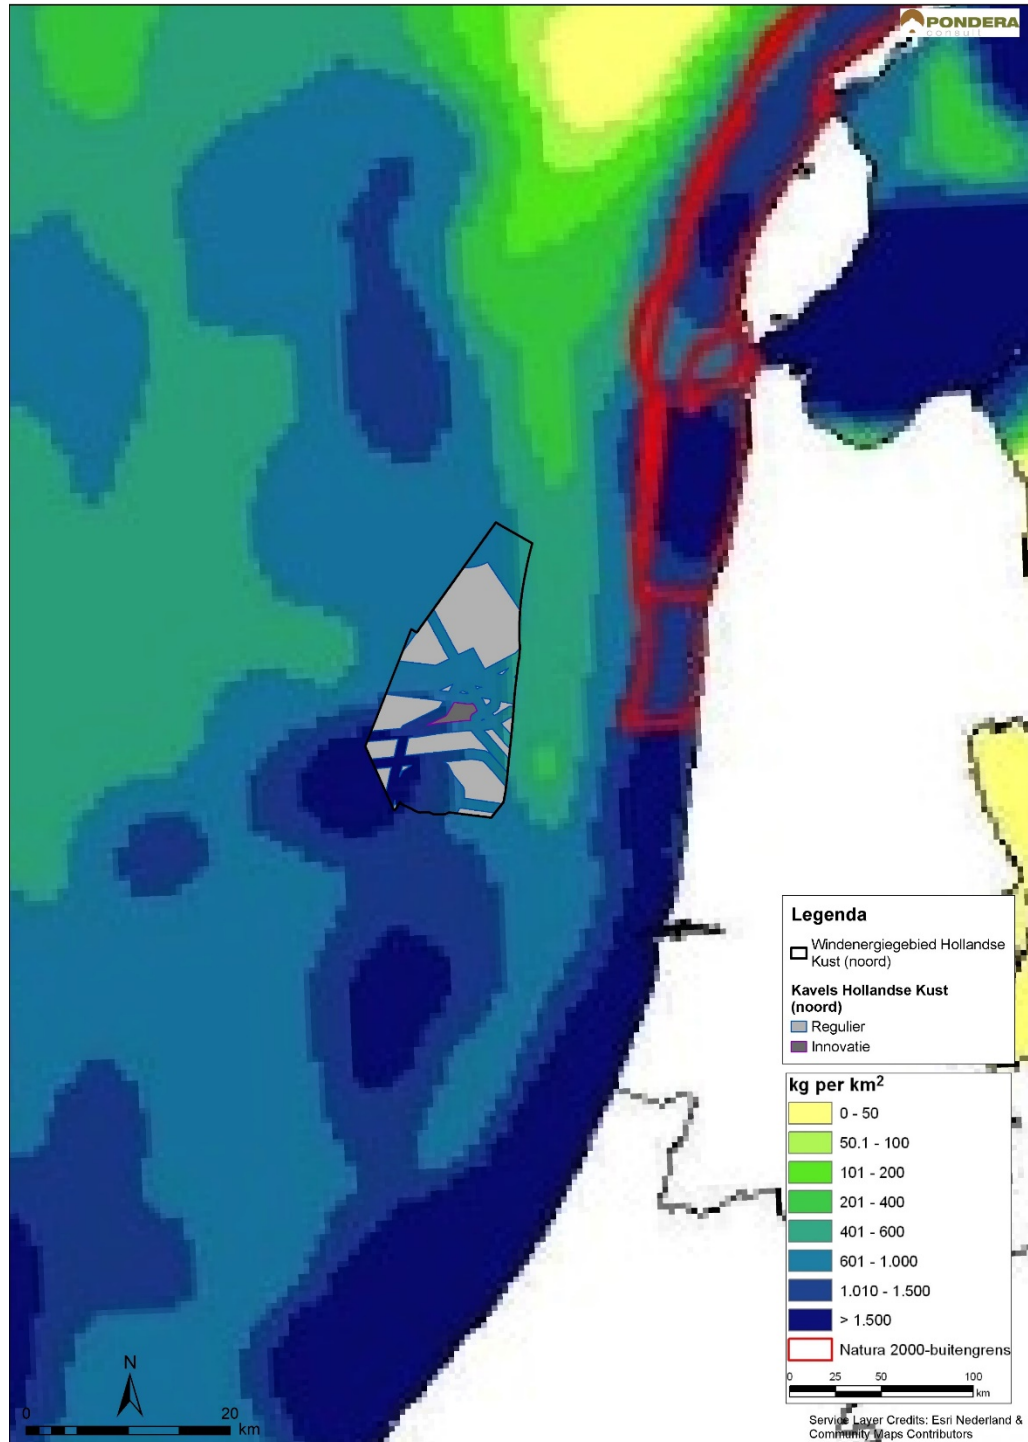 PONDERA
consult
Legenda
Windenergiegebied Hollandse
Kust (noord)
Kavels Hollandse Kust
(noord)
Regulier
Innovatie
kg per km²
0 - 50
50.1 - 100
101 - 200
201 - 400
401 - 600
601 - 1.000
1.010 - 1.500
> 1.500
Natura 2000-buitengrens
0 25 50 100
km
N
0 20
km
Service Layer Credits: Esri Nederland &
Community Maps Contributors